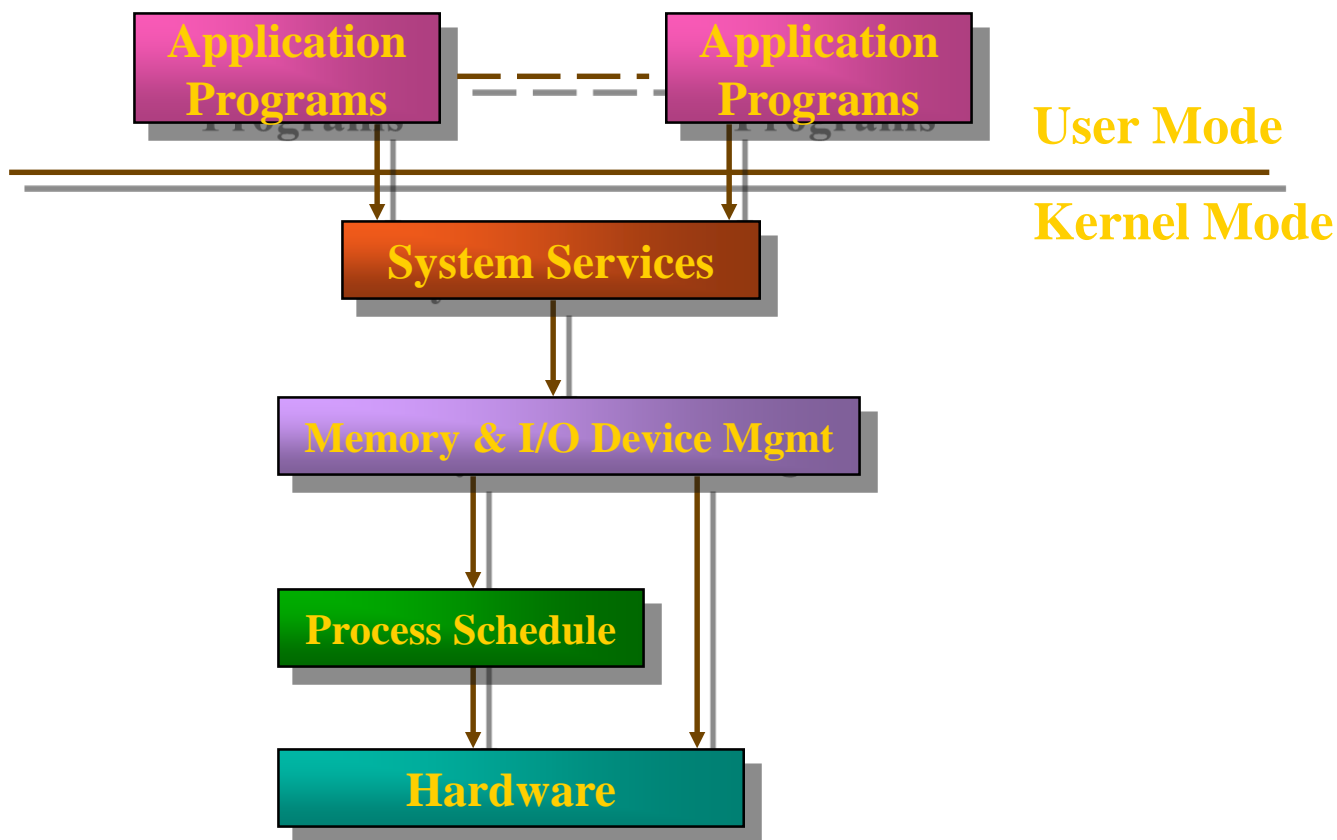 Application
Programs
Application
Programs
User Mode
Kernel Mode
System Services
Memory & I/O Device Mgmt
Process Schedule
Hardware